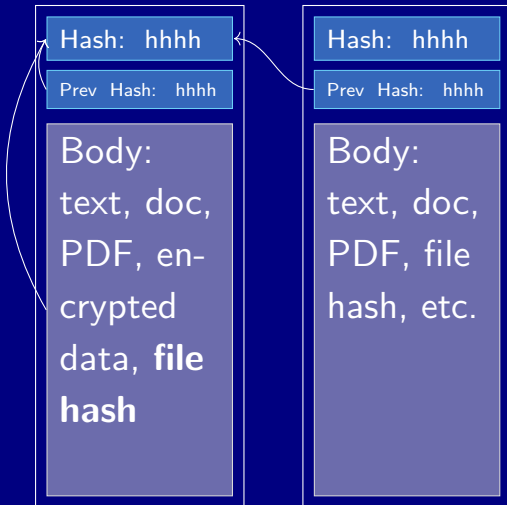 Hash: hhhh
Prev Hash: hhhh
Body:
text, doc,
PDF, en-
crypted
data, file
hash
Hash: hhhh
Prev Hash: hhhh
Body:
text, doc,
PDF, file
hash, etc.